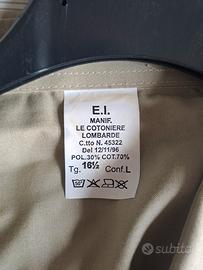 E.I.
MANIF.
LE COTONIERE
LOMBARDE
C.tto N. 45322
Del 12/11/96
POL.30% COT.70%
Tg. 16½ Conf.L
subito